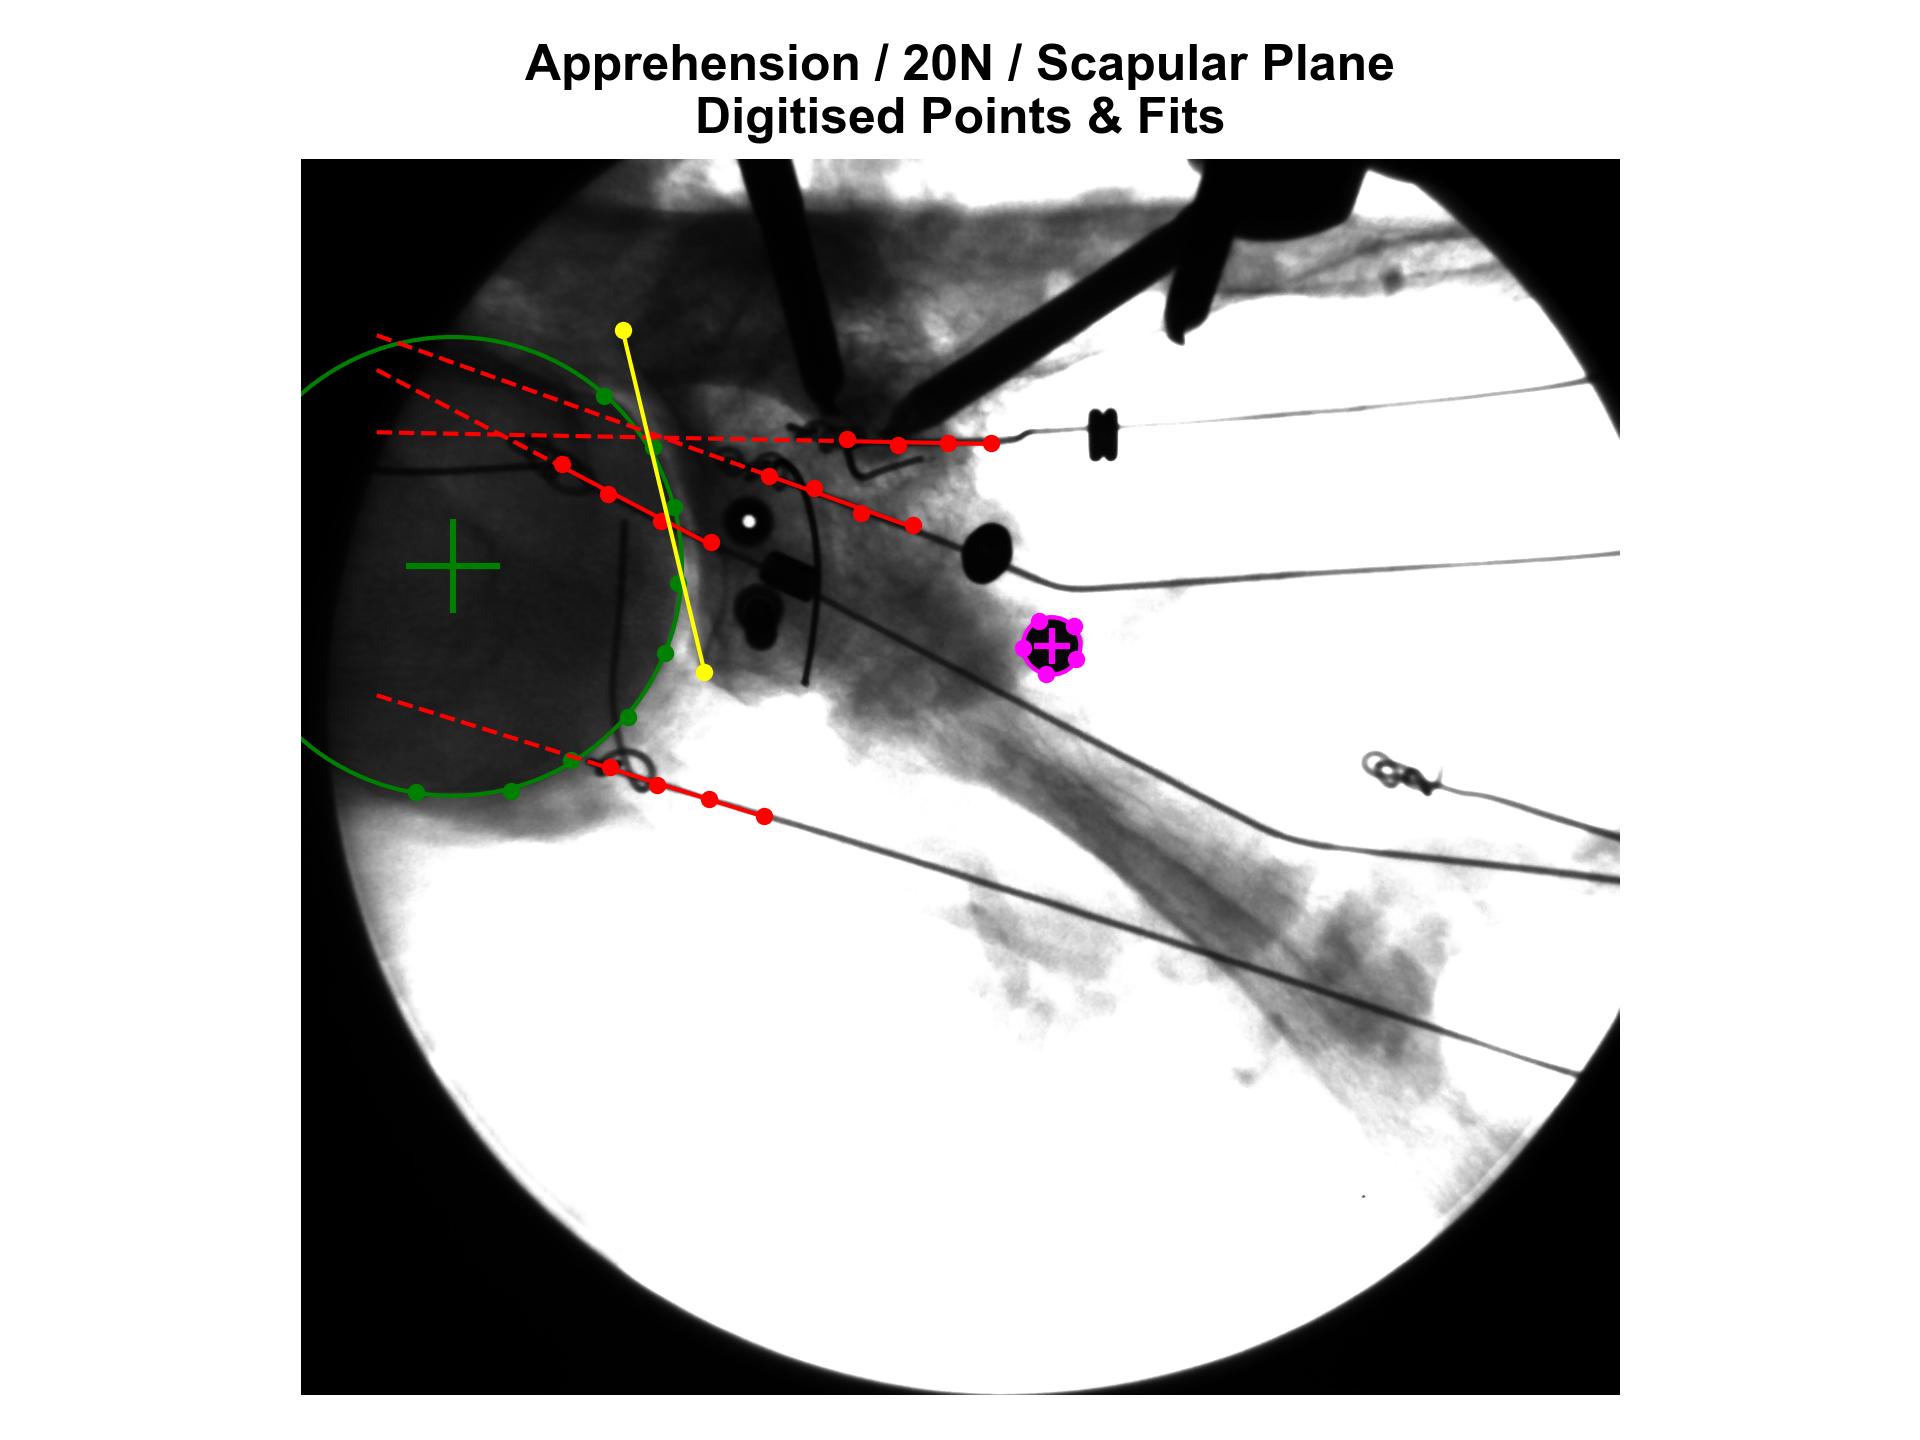 Apprehension / 20N / Scapular Plane
Digitised Points & Fits